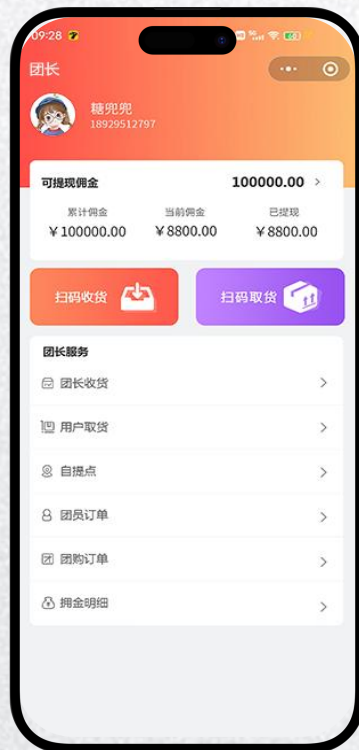 09:28
5G
团长
糖兜兜
18929512797
可提现佣金 100000.00 >
累计佣金 当前佣金 已提现
￥100000.00 ￥8800.00 ￥8800.00
扫码收货 扫码取货
团长服务
团长收货 >
用户取货 >
自提点 >
团员订单 >
团购订单 >
拥金明细 >